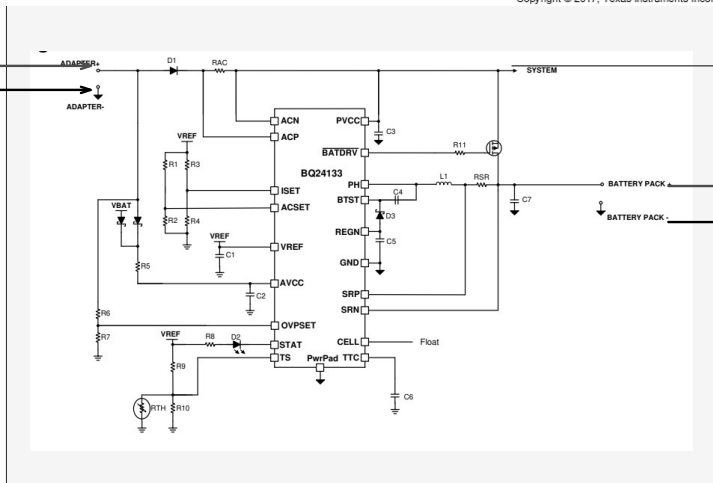 Copyright © 2017, Texas Instruments Incor
ADAPTER+
D1
RAC
SYSTEM
ADAPTER-
ACN
PVCC
C3
ACP
VREF
BATDRV
R11
R1
R3
BQ24133
PH
L1
RSR
BATTERY PACK +
ISET
C4
BTST
C7
VBAT
ACSET
D3
BATTERY PACK -
R2
R4
REGN
VREF
VREF
C5
C1
R5
GND
AVCC
C2
SRP
R6
SRN
OVPSET
R7
VREF
R8
D2
STAT
CELL
Float
TS
PwrPad
TTC
R9
C6
RTH
R10